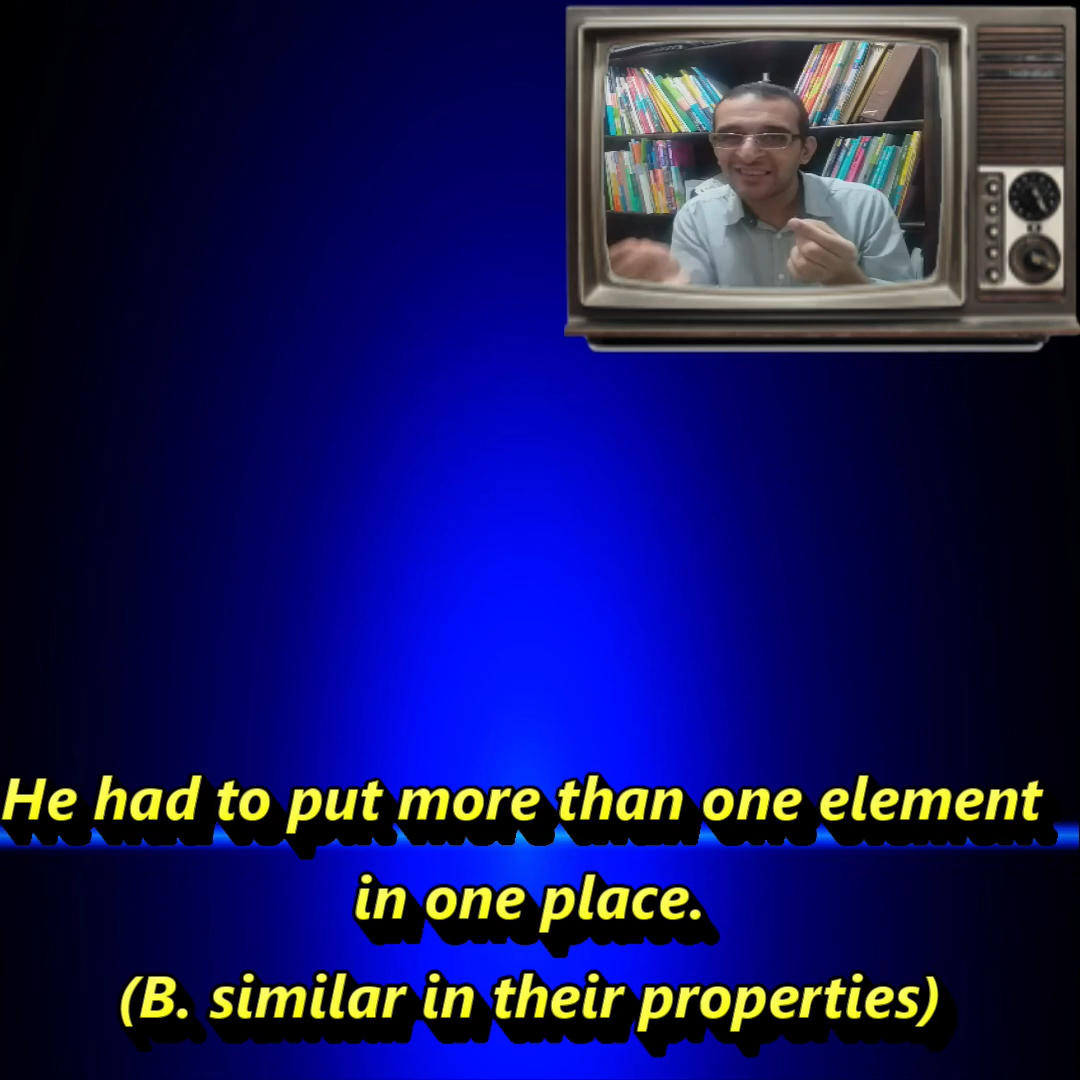 He had to put more than one element
in one place.
(B. similar in their properties)